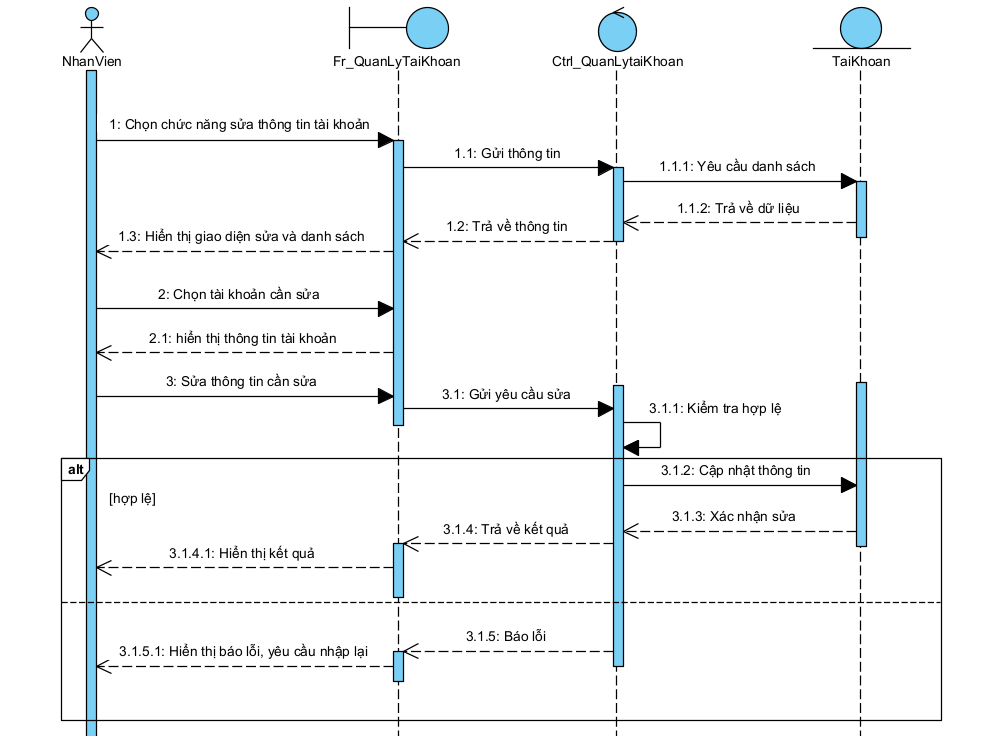 NhanVien
Fr_QuanLyTaiKhoan
Ctrl_QuanLytaiKhoan
TaiKhoan
1: Chọn chức năng sửa thông tin tài khoản
1.1: Gửi thông tin
1.1.1: Yêu cầu danh sách
1.1.2: Trả về dữ liệu
1.2: Trả về thông tin
1.3: Hiển thị giao diện sửa và danh sách
2: Chọn tài khoản cần sửa
2.1: hiển thị thông tin tài khoản
3: Sửa thông tin cần sửa
3.1: Gửi yêu cầu sửa
3.1.1: Kiểm tra hợp lệ
alt
3.1.2: Cập nhật thông tin
[hợp lệ]
3.1.3: Xác nhận sửa
3.1.4: Trả về kết quả
3.1.4.1: Hiển thị kết quả
3.1.5: Báo lỗi
3.1.5.1: Hiển thị báo lỗi, yêu cầu nhập lại